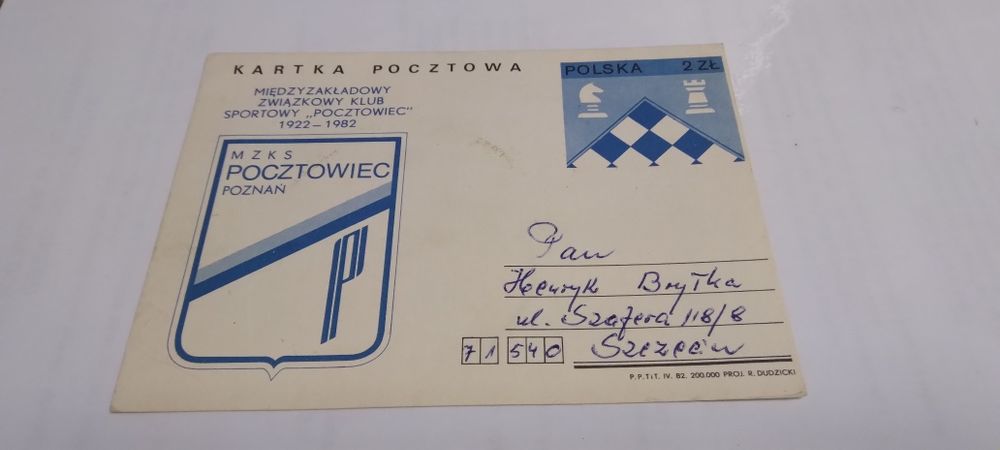 KARTKA POCZTOWA
MIĘDZYZAKŁADOWY
ZWIĄZKOWY KLUB
SPORTOWY „POCZTOWIEC"
1922 – 1982
MZKS
POCZTOWIEC
POZNAŃ
POLSKA 2 ZŁ
Pan
Henryk Brytka
ul. Szafera 118/8
71 540 Szczecin
P.P.TiT. IV. 82. 200.000 PROJ. R. DUDZICKI